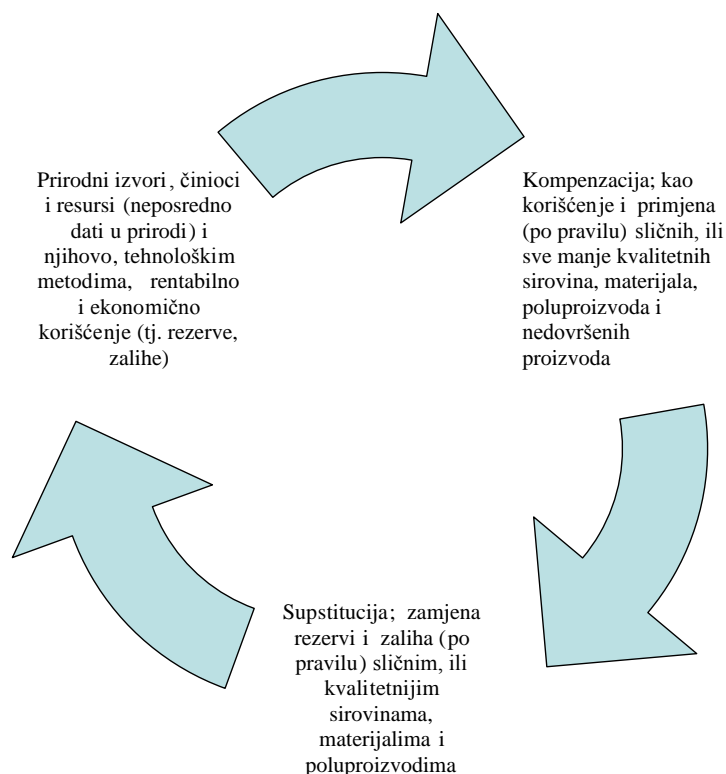 Prirodni izvori, činioci
i resursi (neposredno
dati u prirodi) i
njihovo, tehnološkim
metodima, rentabilno
i ekonomično
korišćenje (tj. rezerve,
zalihe)
Kompenzacija; kao
korišćenje i primjena
(po pravilu) sličnih, ili
sve manje kvalitetnih
sirovina, materijala,
poluproizvoda i
nedovršenih
proizvoda
Supstitucija; zamjena
rezervi i zaliha (po
pravilu) sličnim, ili
kvalitetnijim
sirovinama,
materijalima i
poluproizvodima